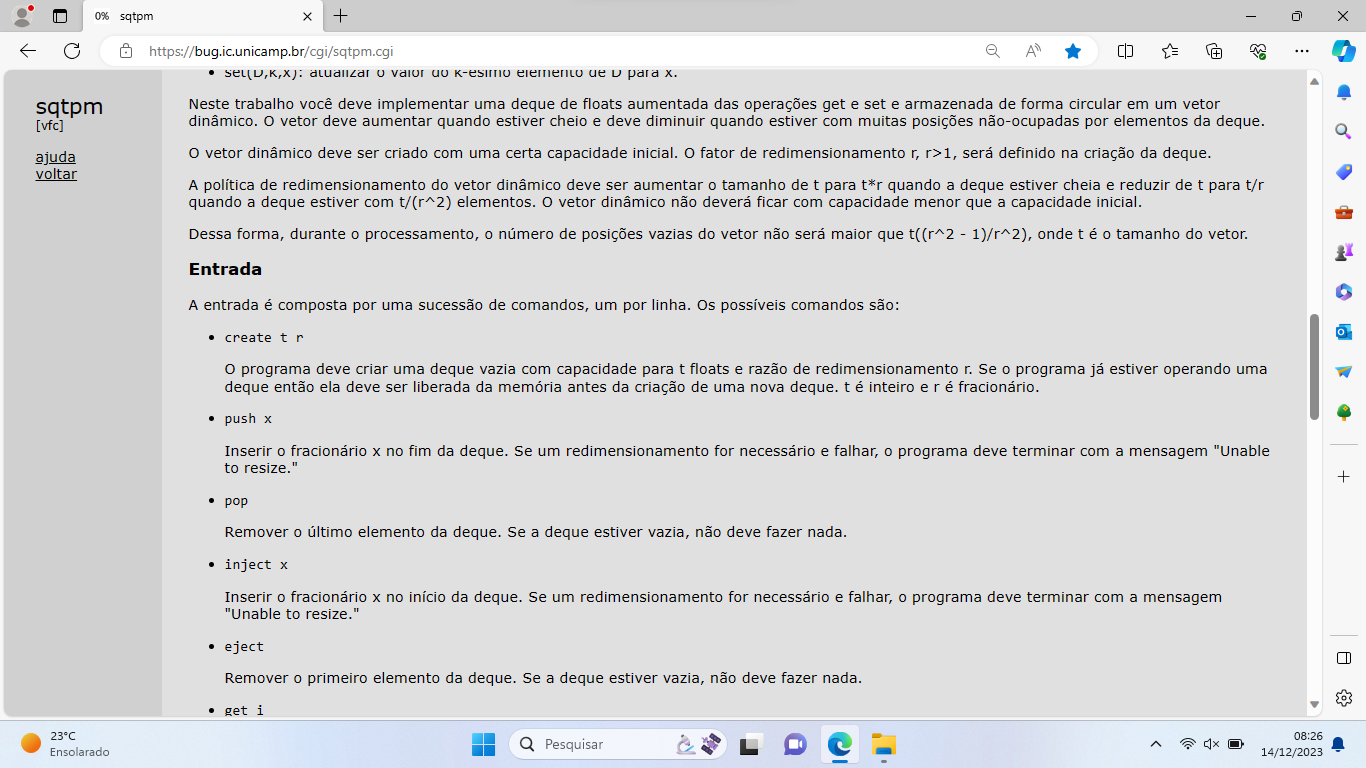 0% sqtpm
https://bug.ic.unicamp.br/cgi/sqtpm.cgi
sqtpm
[vfc]
ajuda
voltar
• set(D,k,x): atualizar o valor do k-ésimo elemento de D para x.
Neste trabalho você deve implementar uma deque de floats aumentada das operações get e set e armazenada de forma circular em um vetor
dinâmico. O vetor deve aumentar quando estiver cheio e deve diminuir quando estiver com muitas posições não-ocupadas por elementos da deque.
O vetor dinâmico deve ser criado com uma certa capacidade inicial. O fator de redimensionamento r, r>1, será definido na criação da deque.
A política de redimensionamento do vetor dinâmico deve ser aumentar o tamanho de t para t*r quando a deque estiver cheia e reduzir de t para t/r
quando a deque estiver com t/(r^2) elementos. O vetor dinâmico não deverá ficar com capacidade menor que a capacidade inicial.
Dessa forma, durante o processamento, o número de posições vazias do vetor não será maior que t((r^2 - 1)/r^2), onde t é o tamanho do vetor.
Entrada
A entrada é composta por uma sucessão de comandos, um por linha. Os possíveis comandos são:
• create t r
O programa deve criar uma deque vazia com capacidade para t floats e razão de redimensionamento r. Se o programa já estiver operando uma
deque então ela deve ser liberada da memória antes da criação de uma nova deque. t é inteiro e r é fracionário.
• push x
Inserir o fracionário x no fim da deque. Se um redimensionamento for necessário e falhar, o programa deve terminar com a mensagem "Unable
to resize."
• pop
Remover o último elemento da deque. Se a deque estiver vazia, não deve fazer nada.
• inject x
Inserir o fracionário x no início da deque. Se um redimensionamento for necessário e falhar, o programa deve terminar com a mensagem
"Unable to resize."
• eject
Remover o primeiro elemento da deque. Se a deque estiver vazia, não deve fazer nada.
• get i
23°C
Ensolarado
Pesquisar
08:26
14/12/2023